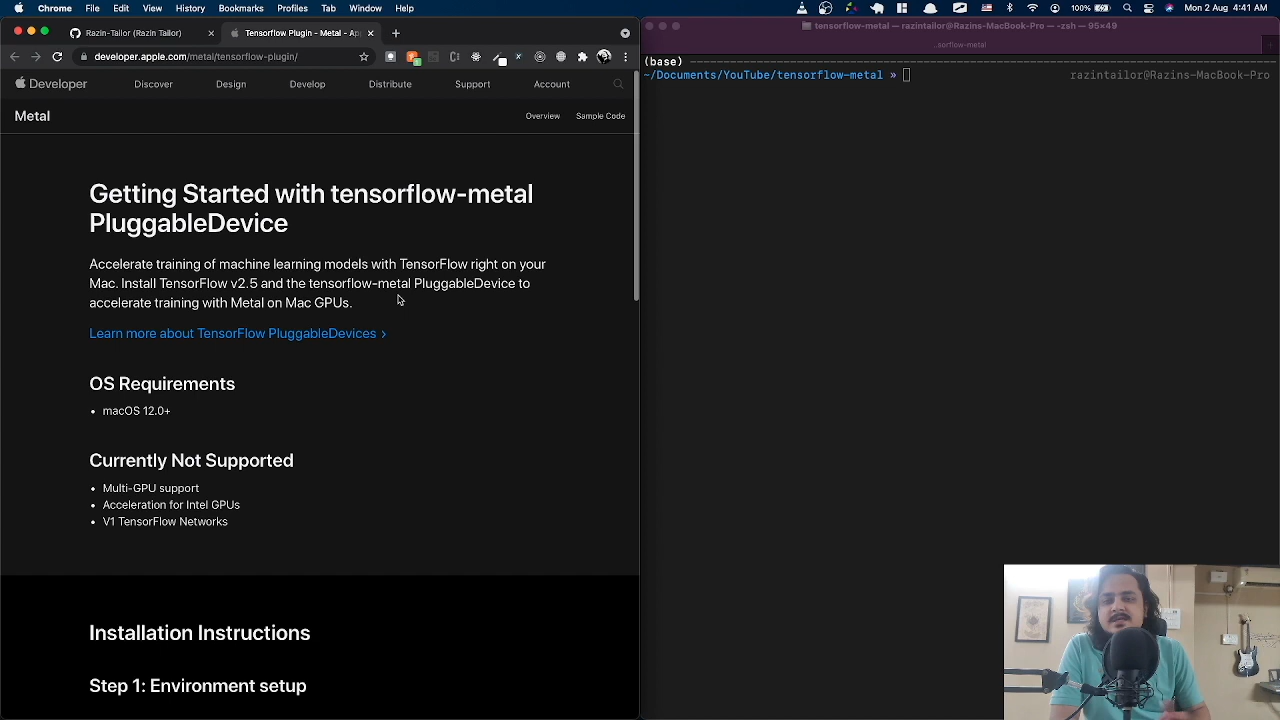 Chrome File Edit View History Bookmarks Profiles Tab Window Help
Mon 2 Aug 4:41 AM
Razin-Tailor (Razin Tailor)
Tensorflow Plugin - Metal - A
developer.apple.com/metal/tensorflow-plugin/
Developer Discover Design Develop Distribute Support Account
Metal Overview Sample Code
Getting Started with tensorflow-metal
PluggableDevice
Accelerate training of machine learning models with TensorFlow right on your
Mac. Install TensorFlow v2.5 and the tensorflow-metal PluggableDevice to
accelerate training with Metal on Mac GPUs.
Learn more about TensorFlow PluggableDevices ›
OS Requirements
• macOS 12.0+
Currently Not Supported
• Multi-GPU support
• Acceleration for Intel GPUs
• V1 TensorFlow Networks
Installation Instructions
Step 1: Environment setup
tensorflow-metal — razintailor@Razins-MacBook-Pro — -zsh — 95×49
..sorflow-metal
(base)
~/Documents/YouTube/tensorflow-metal » razintailor@Razins-MacBook-Pro